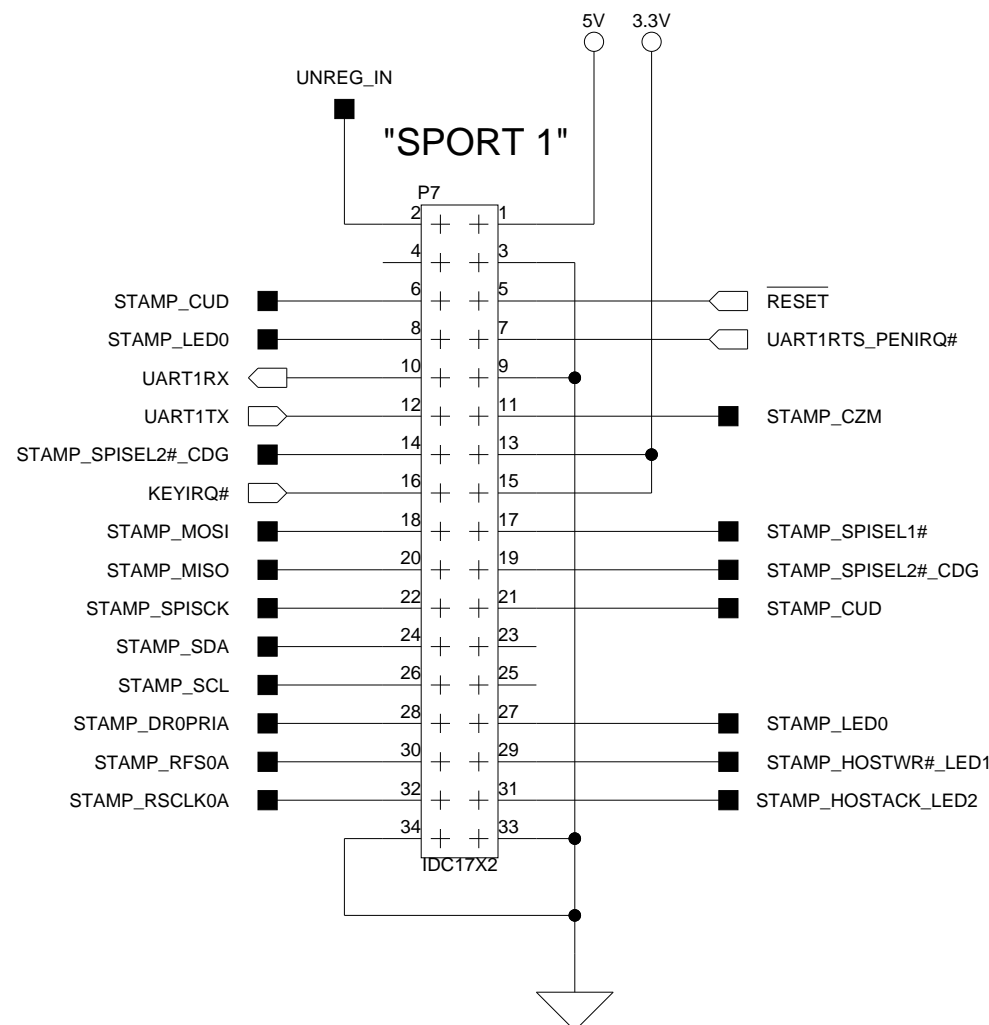 5V 3.3V
UNREG_IN
"SPORT 1"
P7
2 1
4 3
STAMP_CUD 6 5 RESET
STAMP_LED0 8 7 UART1RTS_PENIRQ#
UART1RX 10 9
UART1TX 12 11 STAMP_CZM
STAMP_SPISEL2#_CDG 14 13
KEYIRQ# 16 15
STAMP_MOSI 18 17 STAMP_SPISEL1#
STAMP_MISO 20 19 STAMP_SPISEL2#_CDG
STAMP_SPISCK 22 21 STAMP_CUD
STAMP_SDA 24 23
STAMP_SCL 26 25
STAMP_DR0PRIA 28 27 STAMP_LED0
STAMP_RFS0A 30 29 STAMP_HOSTWR#_LED1
STAMP_RSCLK0A 32 31 STAMP_HOSTACK_LED2
34 33
IDC17X2